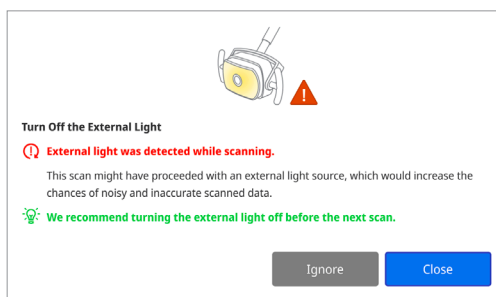 Turn Off the External Light
External light was detected while scanning.
This scan might have proceeded with an external light source, which would increase the
chances of noisy and inaccurate scanned data.
We recommend turning the external light off before the next scan.
Ignore
Close